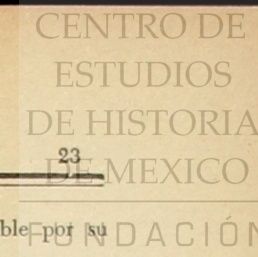 CENTRO DE
ESTUDIOS
DE HISTORIA
23
DE MEXICO
ble por su
FUNDACIÓN